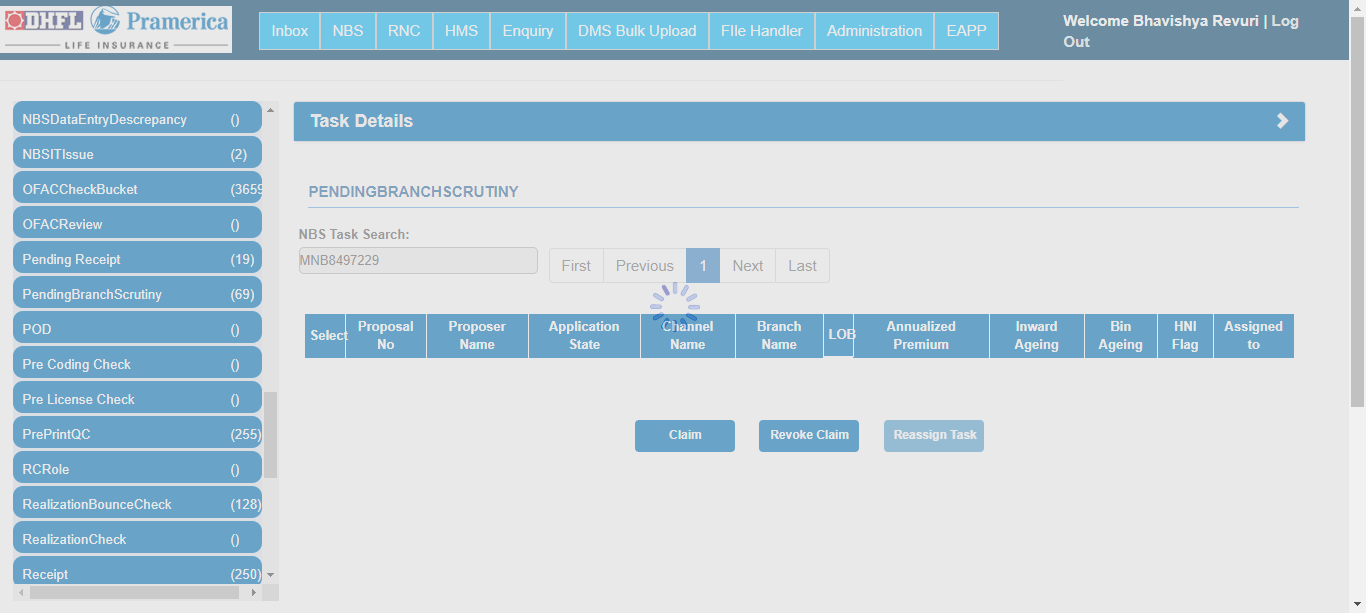 DHFL Pramerica
LIFE INSURANCE
Inbox NBS RNC HMS Enquiry DMS Bulk Upload FIle Handler Administration EAPP
Welcome Bhavishya Revuri | Log
Out
NBSDataEntryDescrepancy ()
NBSITIssue (2)
OFACCheckBucket (3659
OFACReview ()
Pending Receipt (19)
PendingBranchScrutiny (69)
POD ()
Pre Coding Check ()
Pre License Check ()
PrePrintQC (255)
RCRole ()
RealizationBounceCheck (128)
RealizationCheck ()
Receipt (250)
Task Details
PENDINGBRANCHSCRUTINY
NBS Task Search:
MNB8497229
First Previous 1 Next Last
Select Proposal No Proposer Name Application State Channel Name Branch Name LOB Annualized Premium Inward Ageing Bin Ageing HNI Flag Assigned to
Claim Revoke Claim Reassign Task